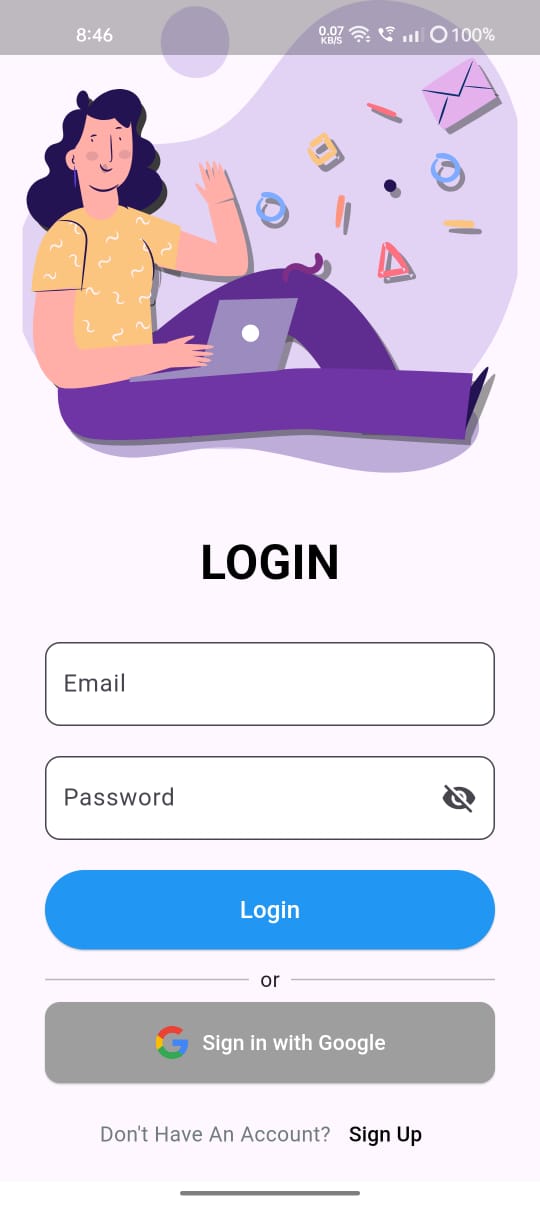 8:46 0.07 KB/S 100%
LOGIN
Email
Password
Login
or
Sign in with Google
Don't Have An Account? Sign Up